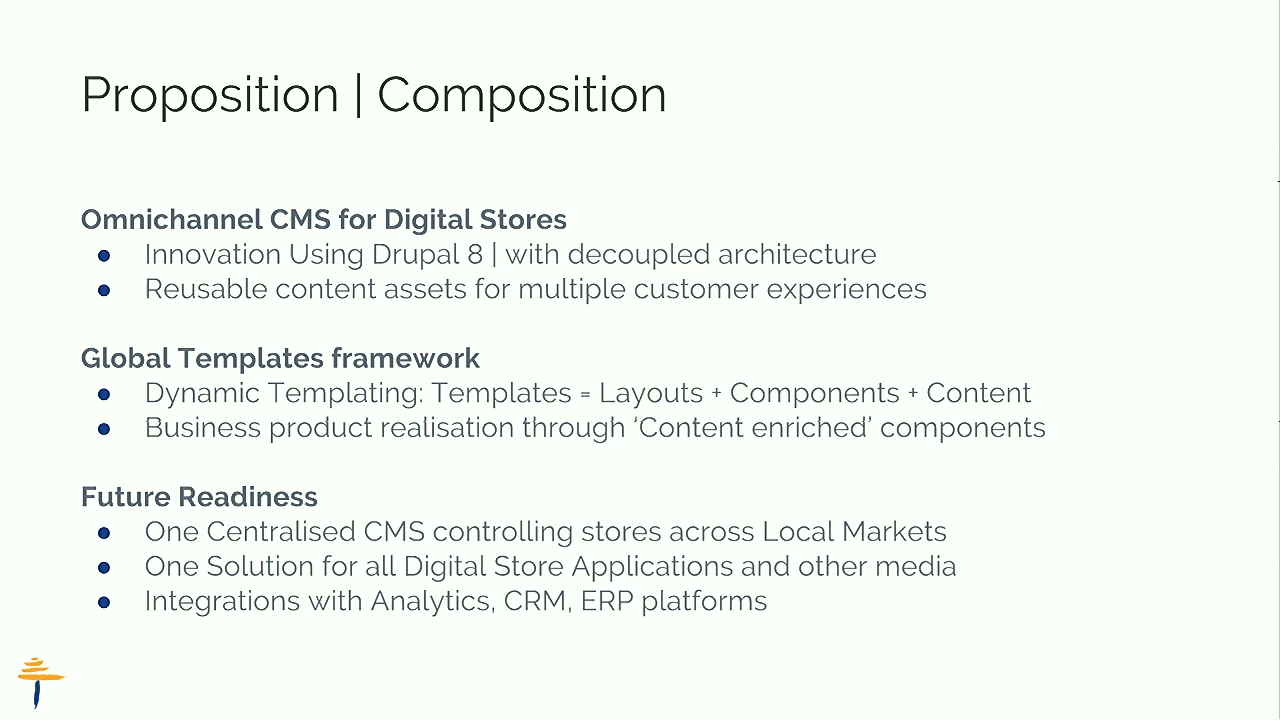 Proposition | Composition
Omnichannel CMS for Digital Stores
● Innovation Using Drupal 8 | with decoupled architecture
● Reusable content assets for multiple customer experiences
Global Templates framework
● Dynamic Templating: Templates = Layouts + Components + Content
● Business product realisation through ‘Content enriched’ components
Future Readiness
● One Centralised CMS controlling stores across Local Markets
● One Solution for all Digital Store Applications and other media
● Integrations with Analytics, CRM, ERP platforms